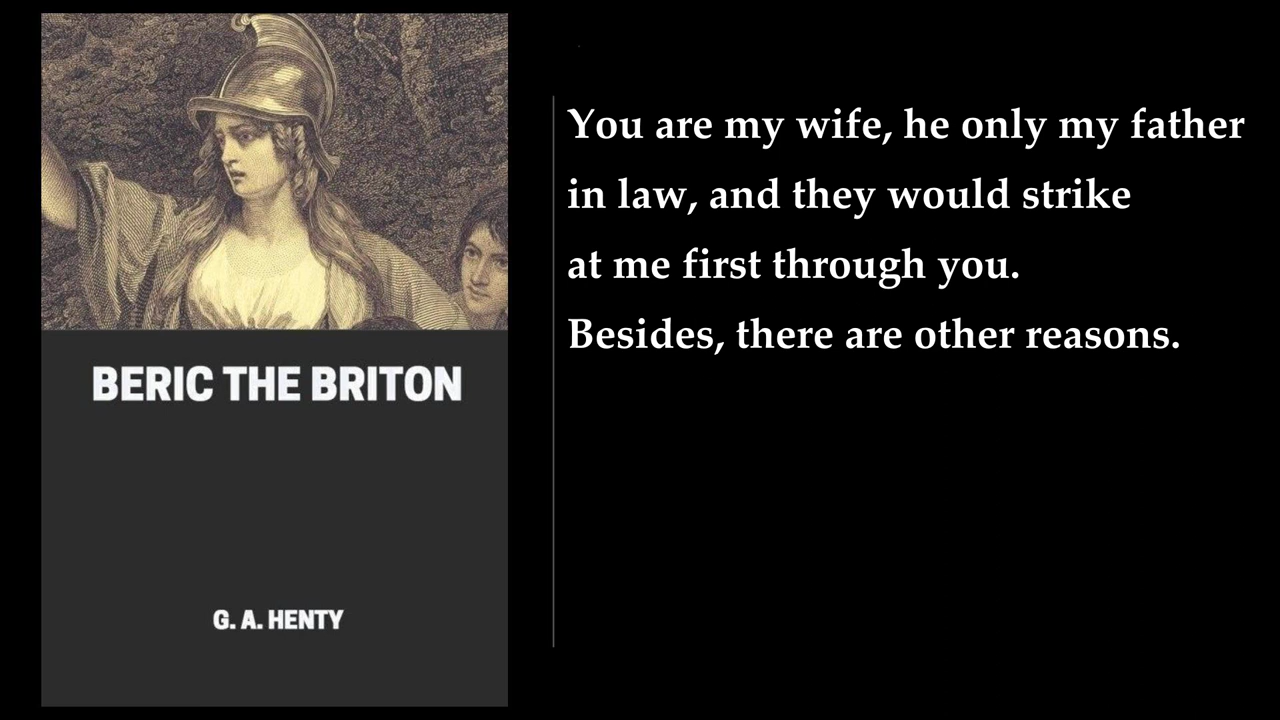 BERIC THE BRITON
G. A. HENTY
You are my wife, he only my father
in law, and they would strike
at me first through you.
Besides, there are other reasons.